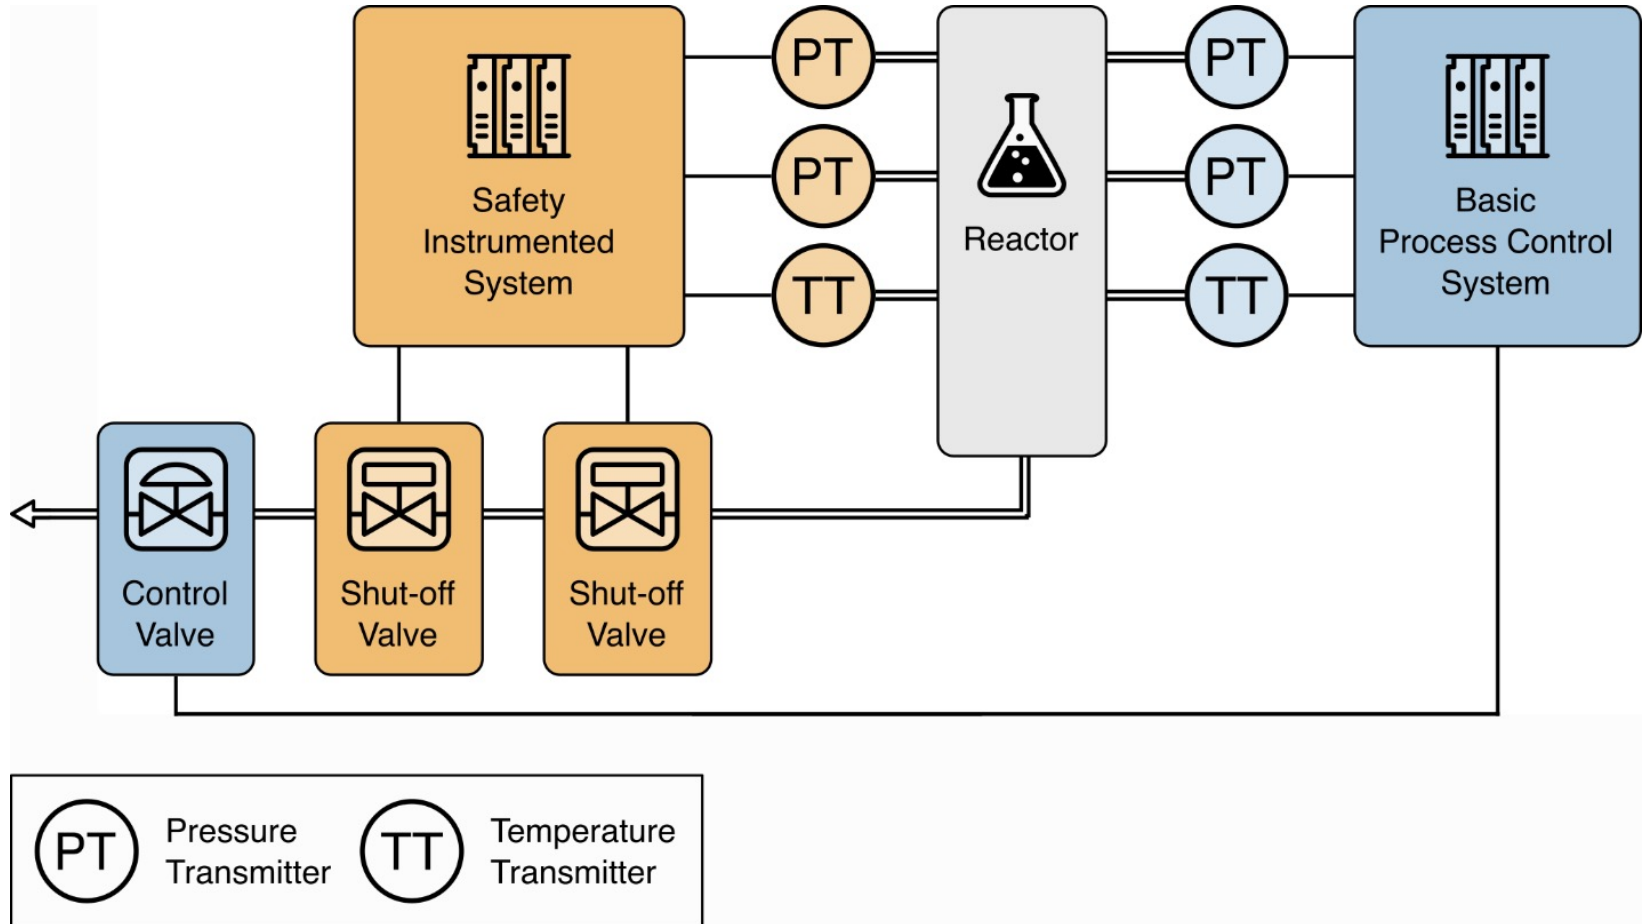 PT
PT
Safety
Instrumented
System
PT
PT
Reactor
Basic
Process Control
System
TT
TT
Control
Valve
Shut-off
Valve
Shut-off
Valve
PT
Pressure
Transmitter
TT
Temperature
Transmitter